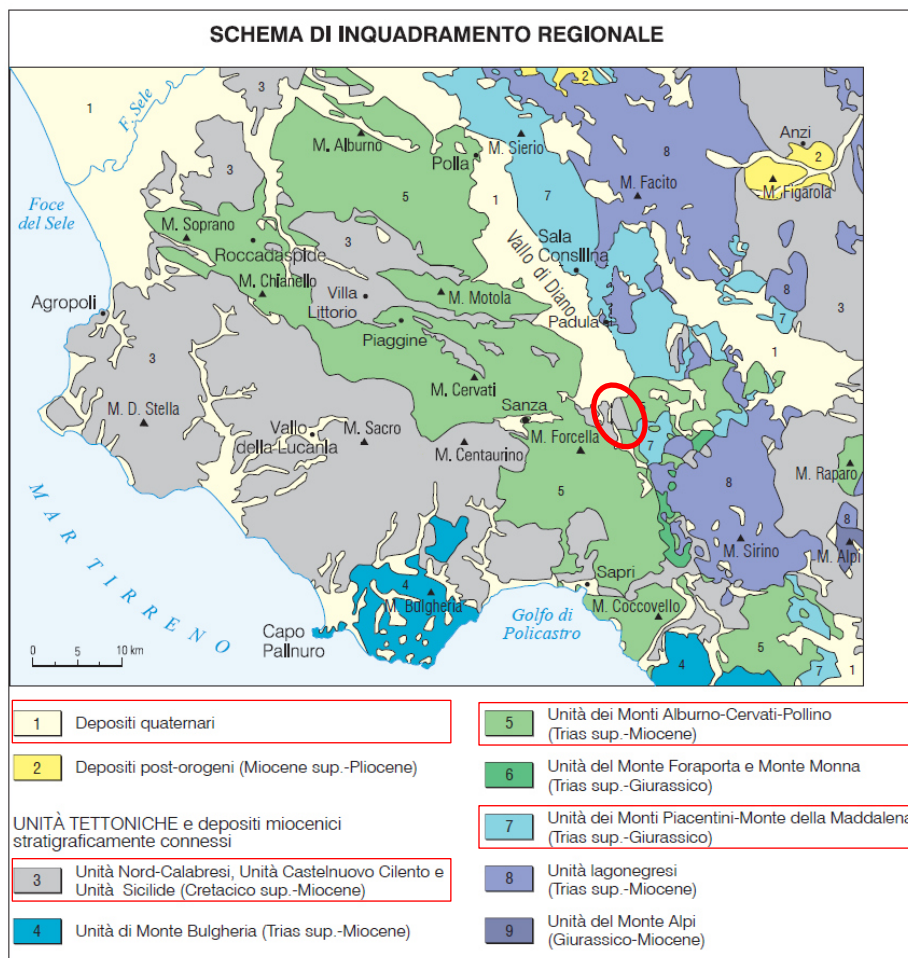 SCHEMA DI INQUADRAMENTO REGIONALE
1
F. Sele
3
2
M. Alburno
Polla
M. Sierio
Anzi
2
8
3
5
1
7
M. Facito
M. Figarola
Foce
del Sele
M. Soprano
Roccadaspide
3
Vallo di Diano
Sala
Consilina
M. Chianello
Villa
Littorio
M. Motola
8
3
Agropoli
Piaggine
Padula
7
1
3
M. Cervati
5
M. D. Stella
Vallo
della Lucania
M. Sacro
Sanza
M. Forcella
7
M. Centaurino
M. Raparo
5
8
8
M. Sirino
M. Alpi
MAR TIRRENO
4
M. Bulgheria
Sapri
Capo
Palinuro
Golfo di
Policastro
M. Coccovello
5
4
7
1
0 5 10 km
1 Depositi quaternari
2 Depositi post-orogeni (Miocene sup.-Pliocene)
UNITÀ TETTONICHE e depositi miocenici
stratigraficamente connessi
3 Unità Nord-Calabresi, Unità Castelnuovo Cilento e
Unità Sicilide (Cretacico sup.-Miocene)
4 Unità di Monte Bulgheria (Trias sup.-Miocene)
5 Unità dei Monti Alburno-Cervati-Pollino
(Trias sup.-Miocene)
6 Unità del Monte Foraporta e Monte Monna
(Trias sup.-Giurassico)
7 Unità dei Monti Piacentini-Monte della Maddalena
(Trias sup.-Giurassico)
8 Unità lagonegresi
(Trias sup.-Miocene)
9 Unità del Monte Alpi
(Giurassico-Miocene)